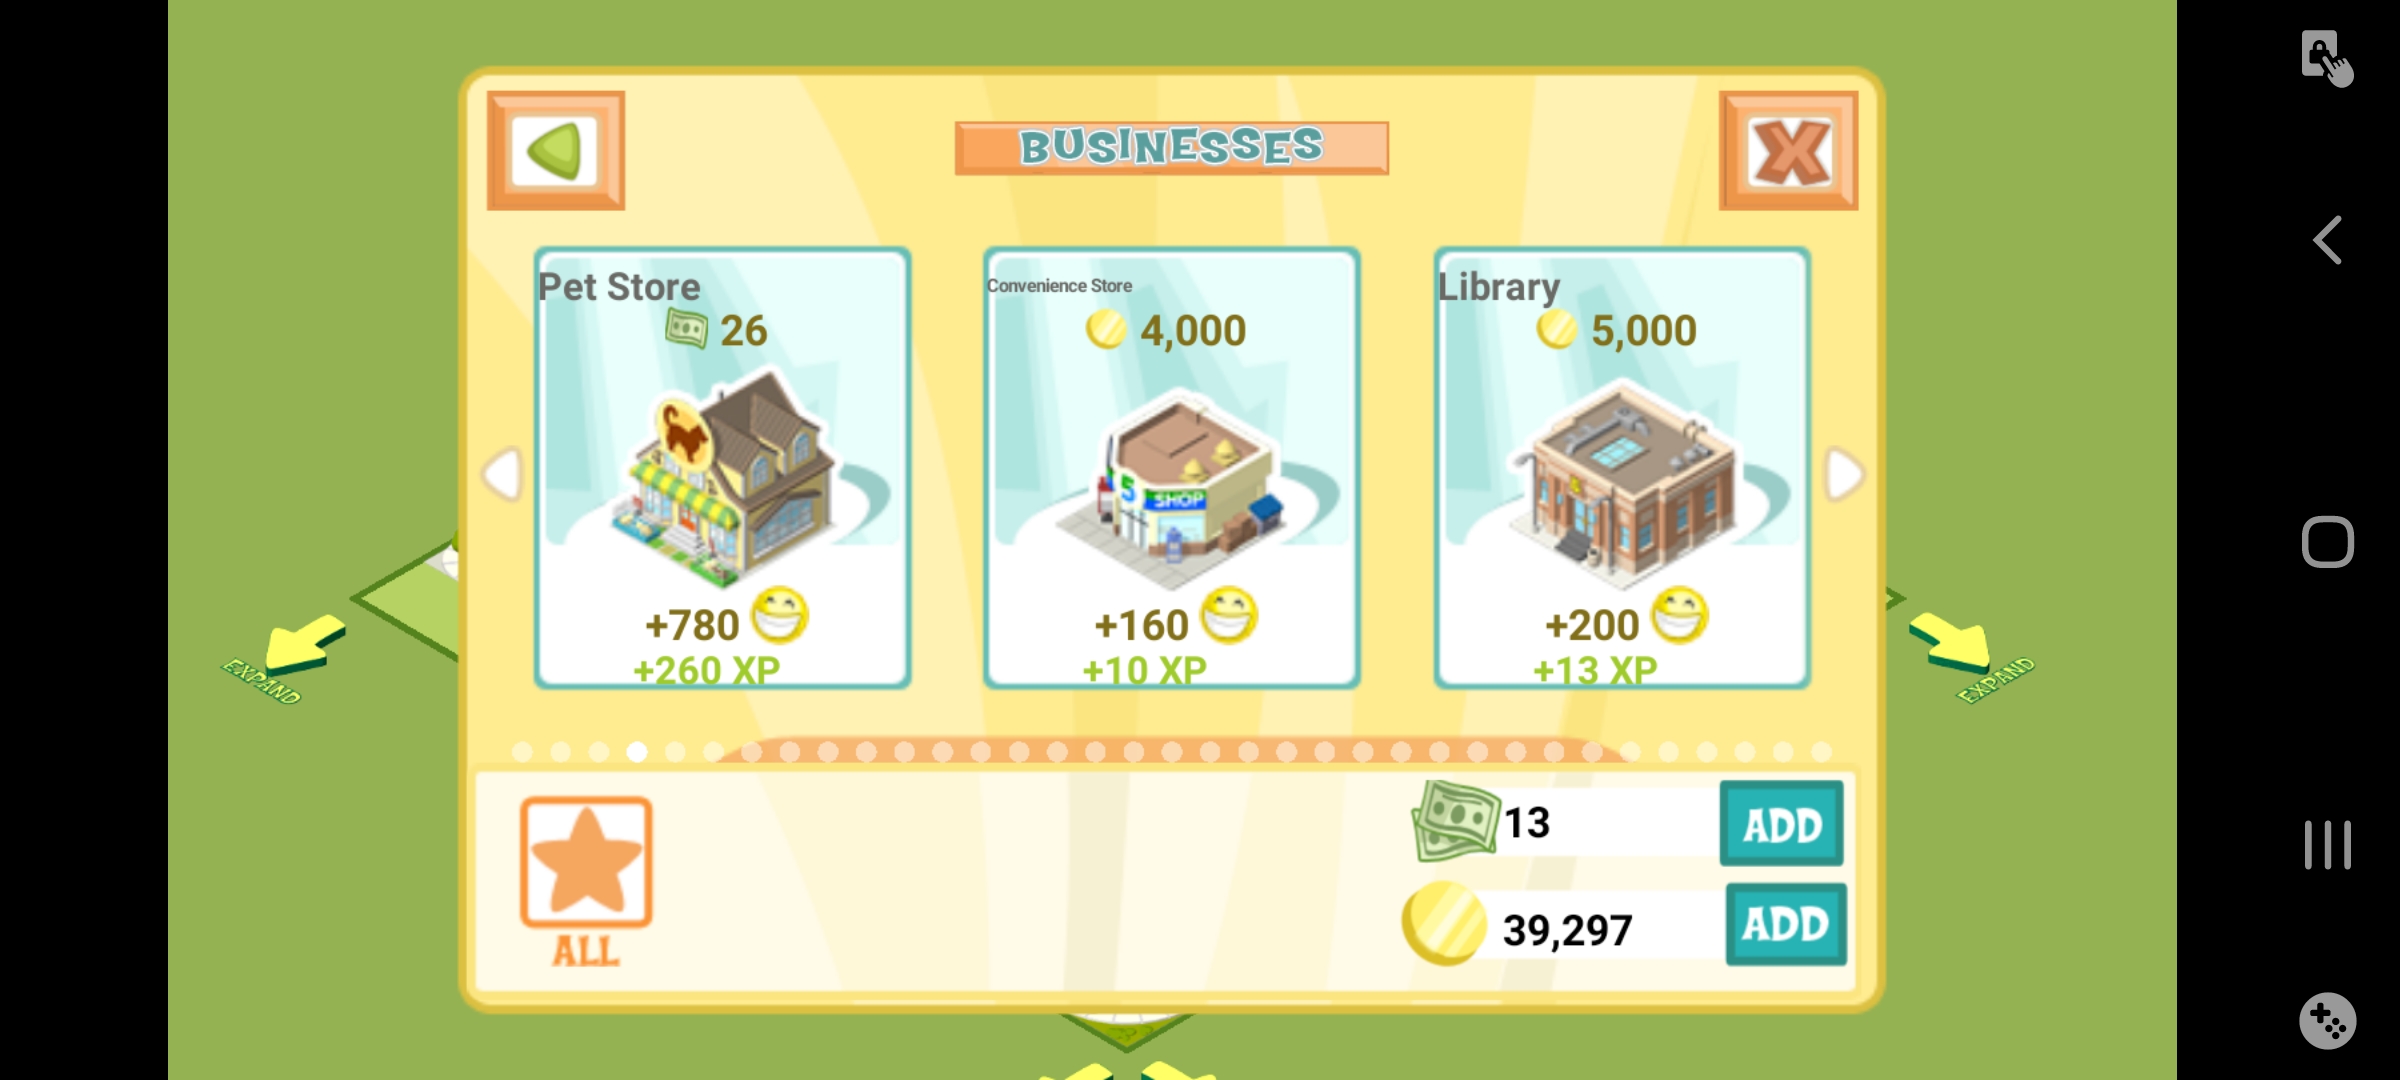 BUSINESSES
Pet Store
26
+780
+260 XP
Convenience Store
4,000
5
SHOP
+160
+10 XP
Library
5,000
+200
+13 XP
EXPAND
EXPAND
ALL
13
ADD
39,297
ADD